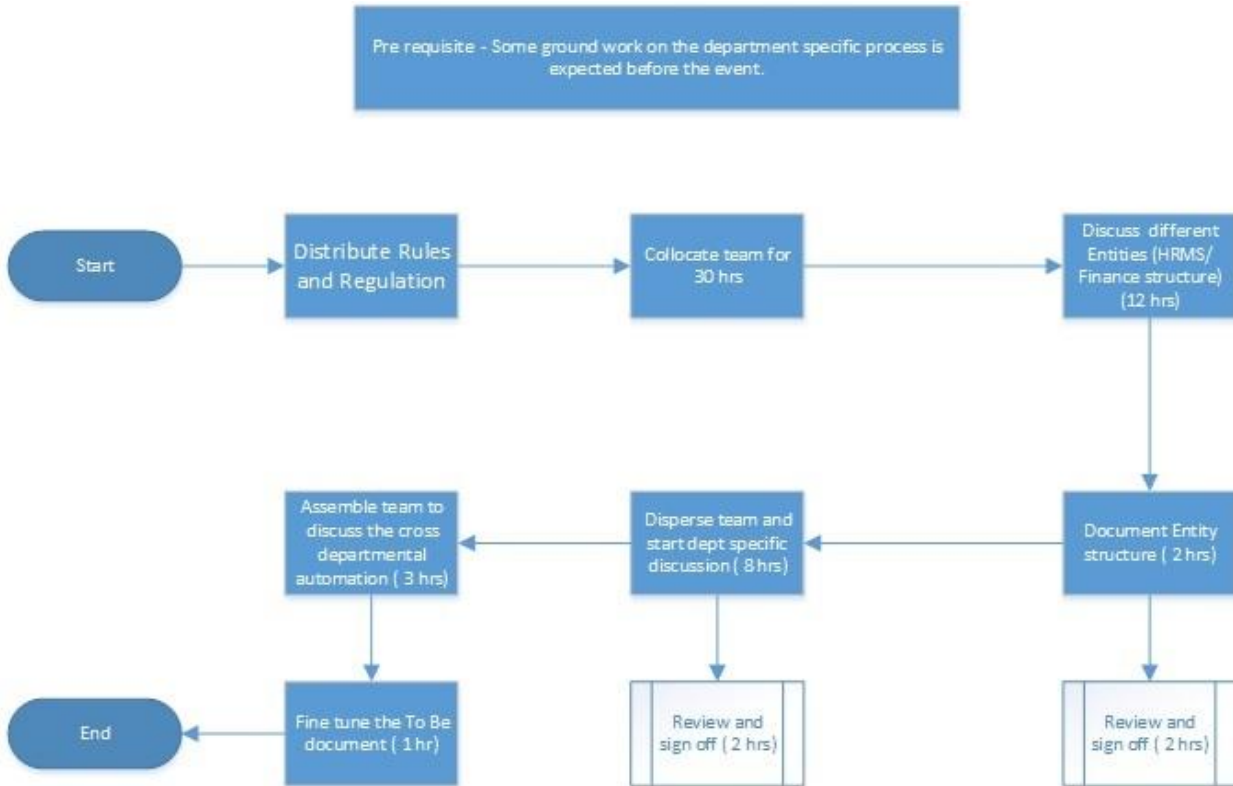 Pre requisite - Some ground work on the department specific process is
expected before the event.
Start
Distribute Rules
and Regulation
Collocate team for
30 hrs
Discuss different
Entities (HRMS/
Finance structure)
(12 hrs)
Assemble team to
discuss the cross
departmental
automation ( 3 hrs)
Disperse team and
start dept specific
discussion ( 8 hrs)
Document Entity
structure ( 2 hrs)
End
Fine tune the To Be
document ( 1 hr)
Review and
sign off ( 2 hrs)
Review and
sign off ( 2 hrs)